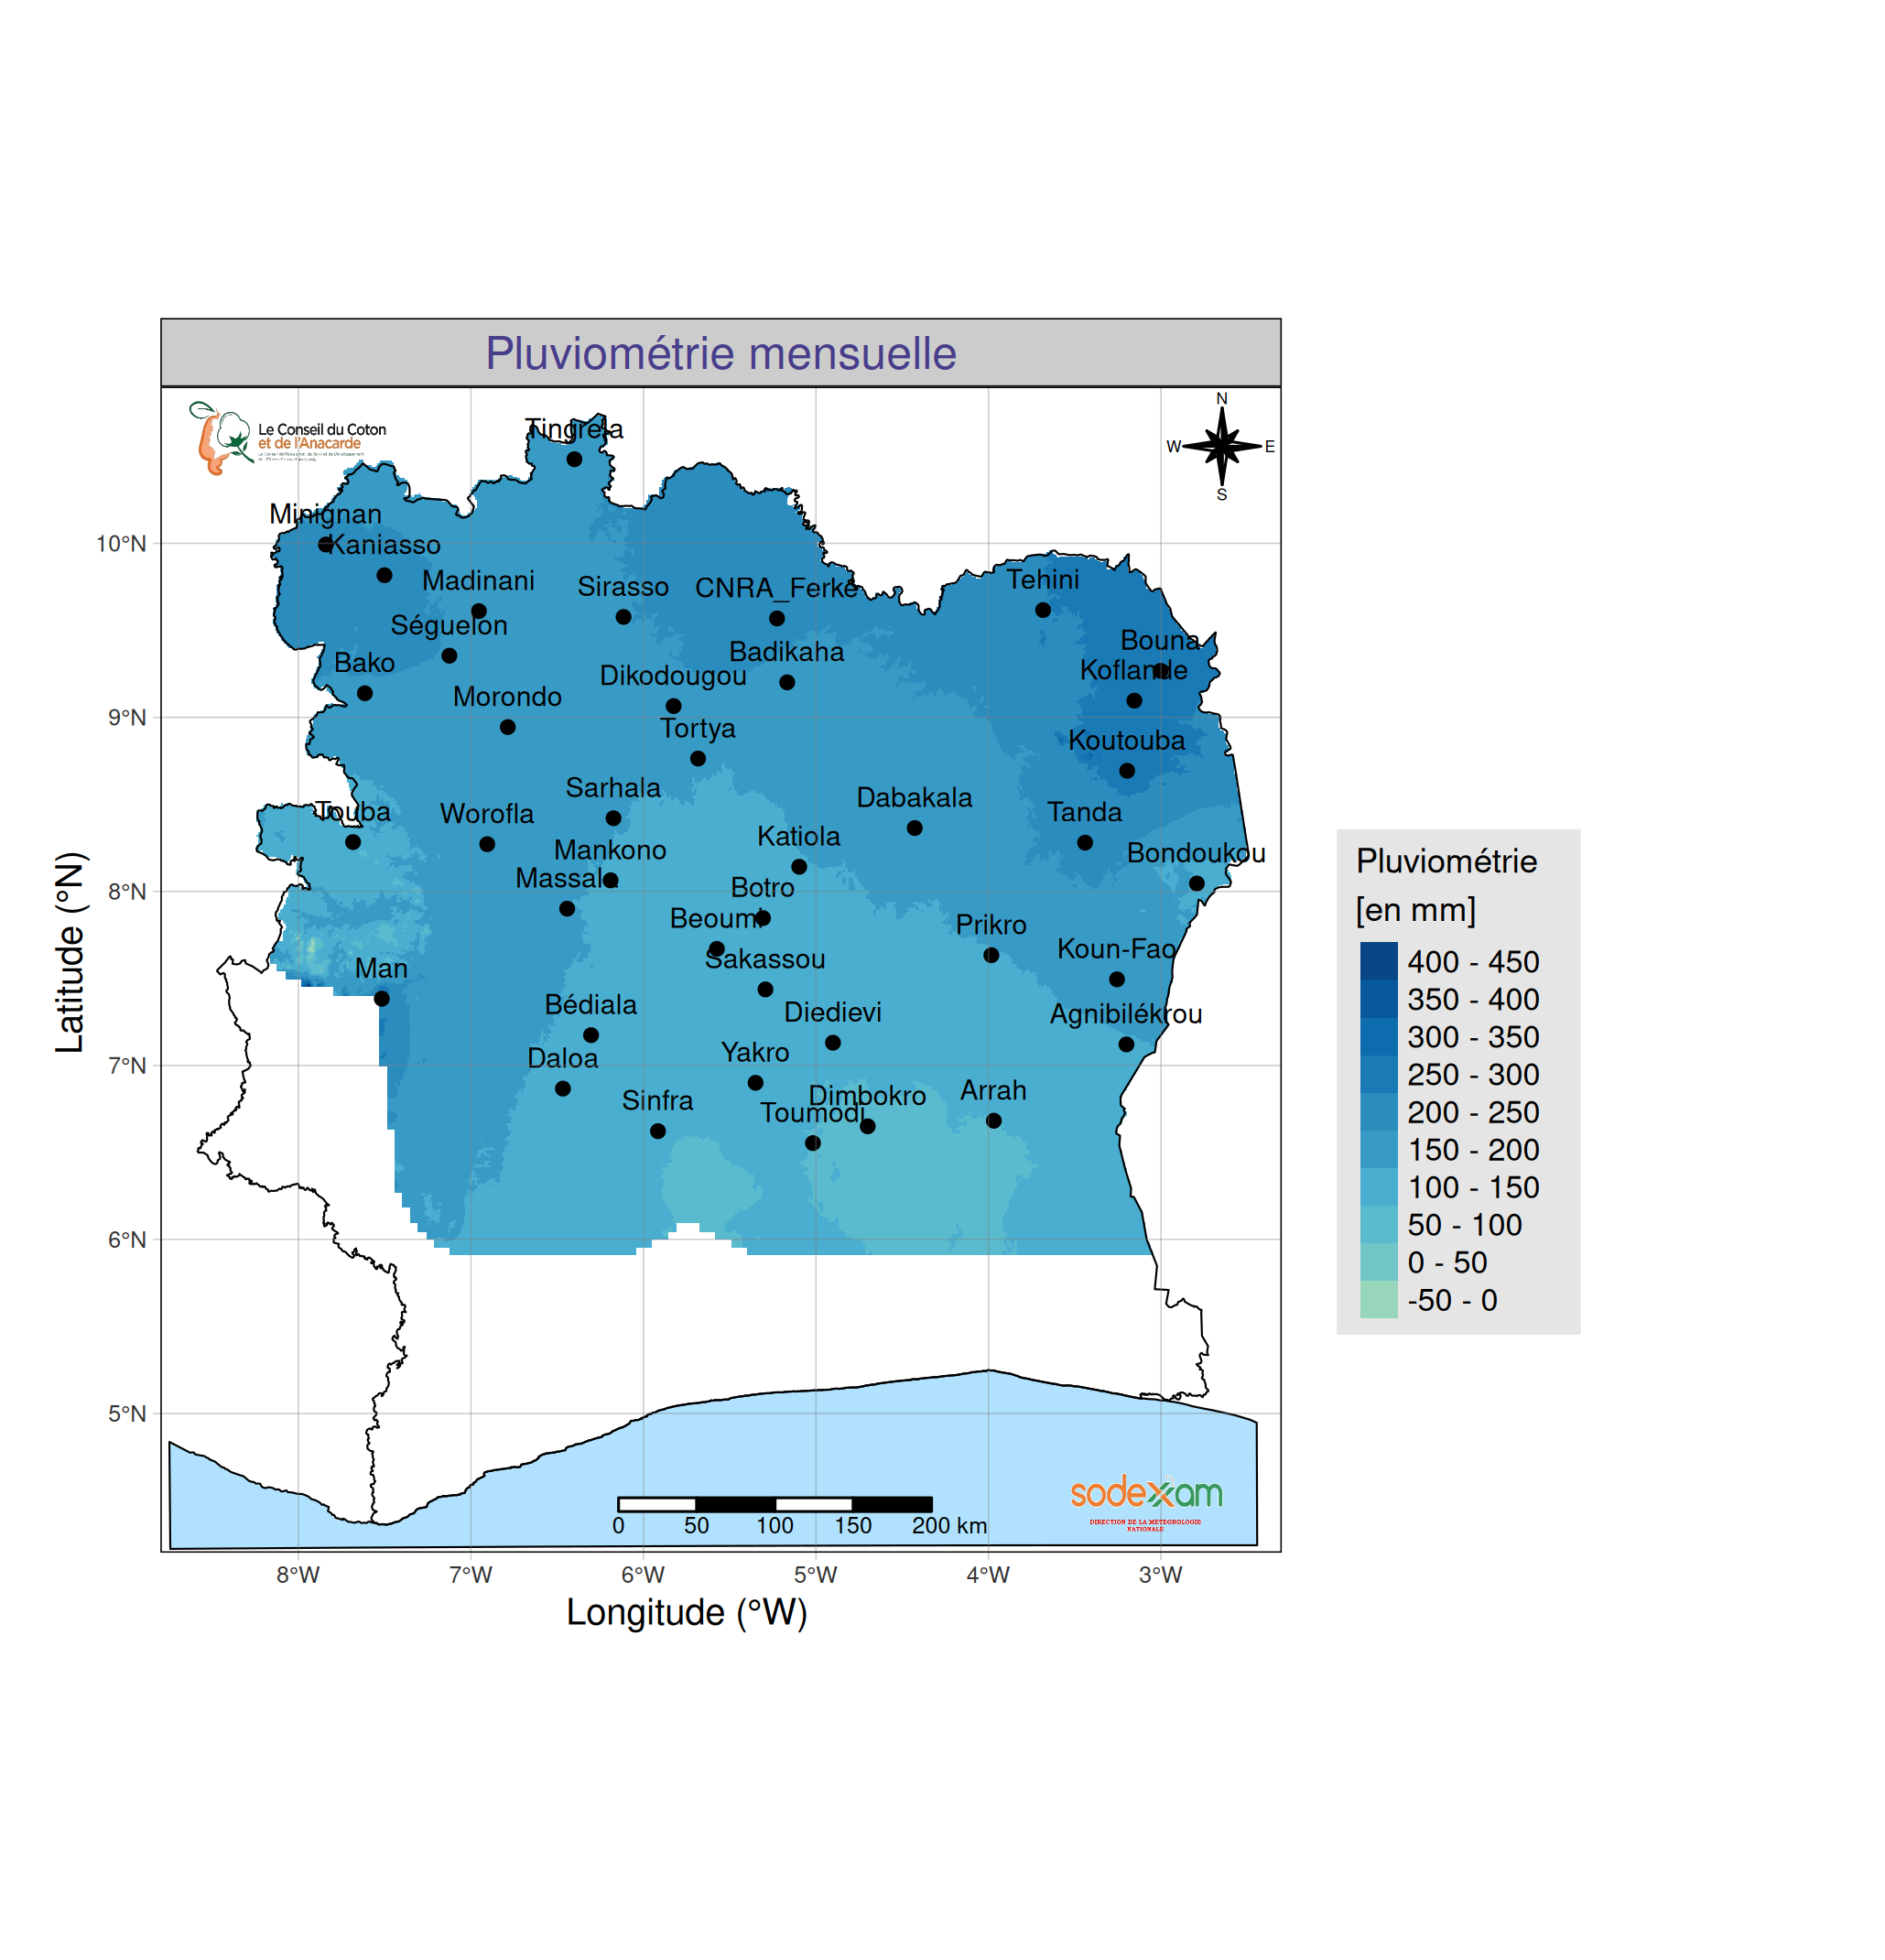 Pluviométrie mensuelle
Le Conseil du Coton
et de l'Anacarde
N
W
E
S
Tingrela
Minignan
Kaniasso
Madinani
Sirasso
CNRA_Ferke
Tehini
Séguelon
Bouna
Bako
Badikaha
Koflande
Dikodougou
Morondo
Tortya
Koutouba
Sarhala
Dabakala
Touba
Worofla
Tanda
Katiola
Mankono
Bondoukou
Massala
Botro
Beoumi
Prikro
Sakassou
Koun-Fao
Man
Bédiala
Diedievi
Agnibilékrou
Daloa
Yakro
Sinfra
Dimbokro
Arrah
Toumodi
10°N
9°N
8°N
7°N
6°N
5°N
Latitude (°N)
0 50 100 150 200 km
sodexam
DIRECTION DE LA METEOROLOGIE
NATIONALE
8°W 7°W 6°W 5°W 4°W 3°W
Longitude (°W)
Pluviométrie
[en mm]
400 - 450
350 - 400
300 - 350
250 - 300
200 - 250
150 - 200
100 - 150
50 - 100
0 - 50
-50 - 0